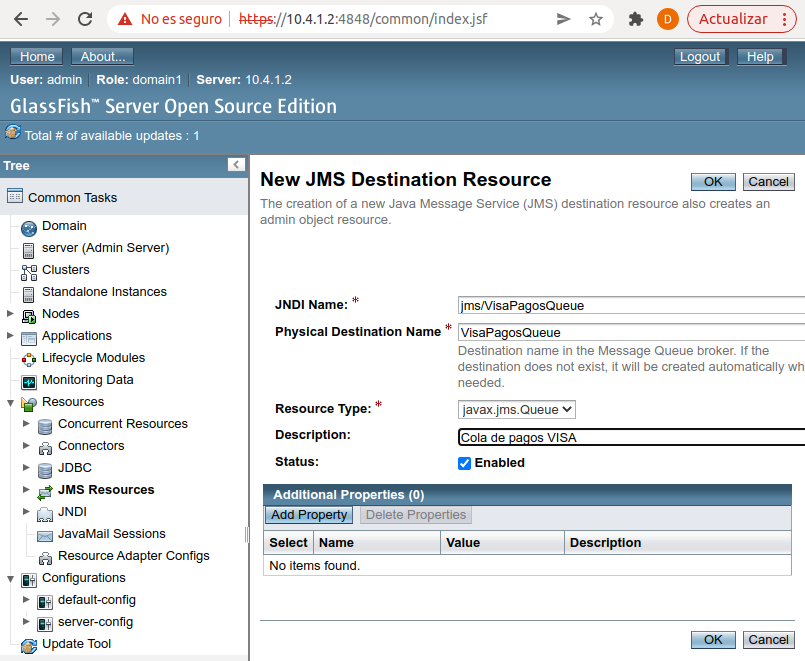 No es seguro
https://10.4.1.2:4848/common/index.jsf
D
Actualizar
Home
About...
Logout
Help
User: admin
Role: domain1
Server: 10.4.1.2
GlassFish™ Server Open Source Edition
Total # of available updates : 1
Tree
Common Tasks
Domain
server (Admin Server)
Clusters
Standalone Instances
Nodes
Applications
Lifecycle Modules
Monitoring Data
Resources
Concurrent Resources
Connectors
JDBC
JMS Resources
JNDI
JavaMail Sessions
Resource Adapter Configs
Configurations
default-config
server-config
Update Tool
New JMS Destination Resource
OK
Cancel
The creation of a new Java Message Service (JMS) destination resource also creates an
admin object resource.
JNDI Name: *
jms/VisaPagosQueue
Physical Destination Name *
VisaPagosQueue
Destination name in the Message Queue broker. If the
destination does not exist, it will be created automatically wh
needed.
Resource Type: *
javax.jms.Queue
Description:
Cola de pagos VISA
Status:
Enabled
Additional Properties (0)
Add Property
Delete Properties
Select
Name
Value
Description
No items found.
OK
Cancel